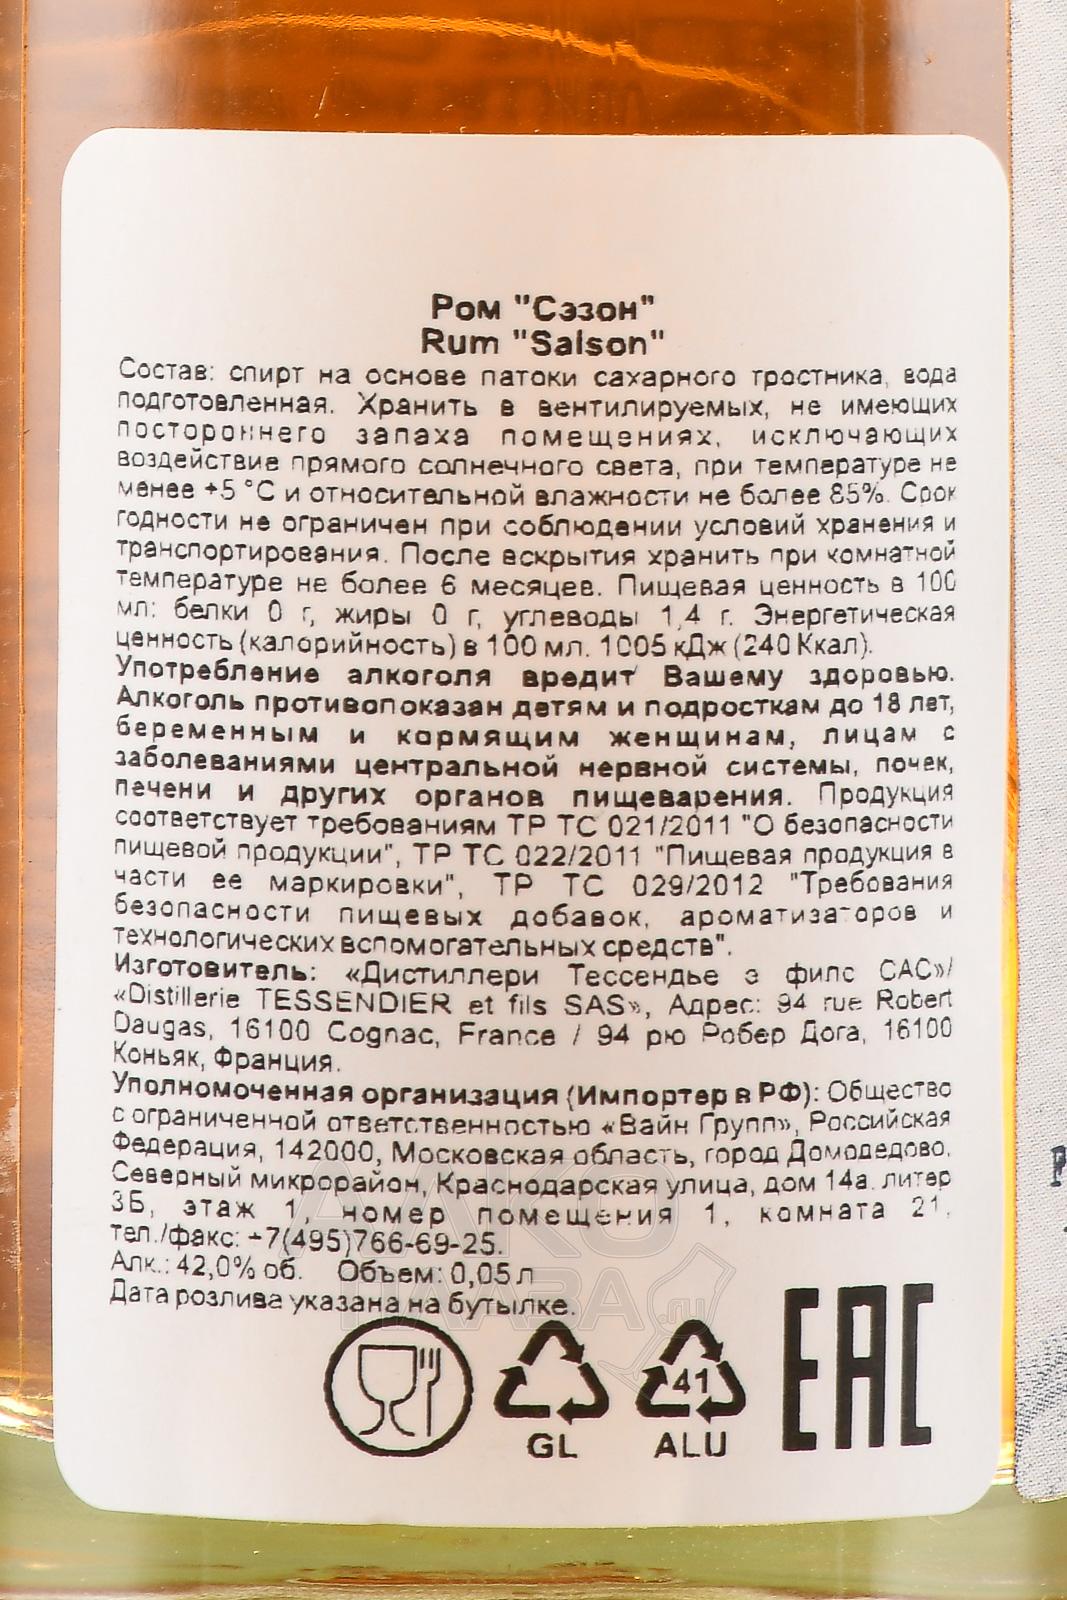 Ром "Сэзон"
Rum "Saison"
Состав: спирт на основе патоки сахарного тростника, вода
подготовленная. Хранить в вентилируемых, не имеющих
постороннего запаха помещениях, исключающих
воздействие прямого солнечного света, при температуре не
менее +5 °C и относительной влажности не более 85%. Срок
годности не ограничен при соблюдении условий хранения и
транспортирования. После вскрытия хранить при комнатной
температуре не более 6 месяцев. Пищевая ценность в 100
мл: белки 0 г, жиры 0 г, углеводы 1,4 г. Энергетическая
ценность (калорийность) в 100 мл. 1005 кДж (240 Ккал).
Употребление алкоголя вредит Вашему здоровью.
Алкоголь противопоказан детям и подросткам до 18 лет,
беременным и кормящим женщинам, лицам с
заболеваниями центральной нервной системы, почек,
печени и других органов пищеварения. Продукция
соответствует требованиям ТР ТС 021/2011 "О безопасности
пищевой продукции", ТР ТС 022/2011 "Пищевая продукция в
части ее маркировки", ТР ТС 029/2012 "Требования
безопасности пищевых добавок, ароматизаторов и
технологических вспомогательных средств".
Изготовитель: «Дистиллери Тессендье э филс САС»/
«Distillerie TESSENDIER et fils SAS», Адрес: 94 rue Robert
Daugas, 16100 Cognac, France / 94 рю Робер Дога, 16100
Коньяк, Франция.
Уполномоченная организация (Импортер в РФ): Общество
с ограниченной ответственностью «Вайн Групп», Российская
Федерация, 142000, Московская область, город Домодедово,
Северный микрорайон, Краснодарская улица, дом 14а. литер
3Б, этаж 1, номер помещения 1, комната 21,
тел./факс: +7(495)766-69-25.
Алк.: 42,0% об. Объем: 0,05 л
Дата розлива указана на бутылке.
АЛКО
ПЛАВА
.ru
41
GL ALU
EAC